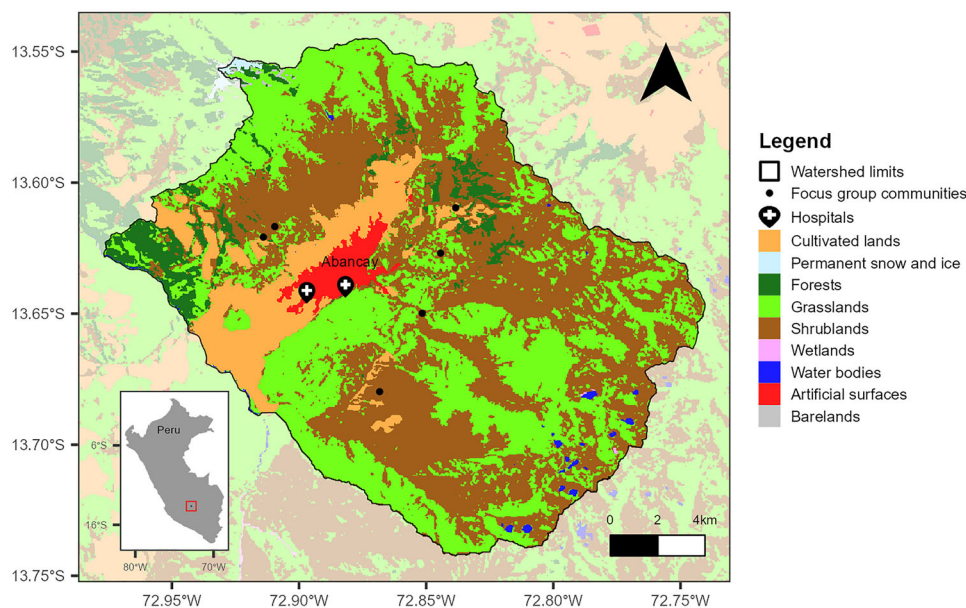 13.55°S
13.60°S
13.65°S
13.70°S
13.75°S
72.95°W
72.90°W
72.85°W
72.80°W
72.75°W
Abancay
Peru
6°S
16°S
80°W
70°W
0 2 4km
Legend
Watershed limits
Focus group communities
Hospitals
Cultivated lands
Permanent snow and ice
Forests
Grasslands
Shrublands
Wetlands
Water bodies
Artificial surfaces
Barelands